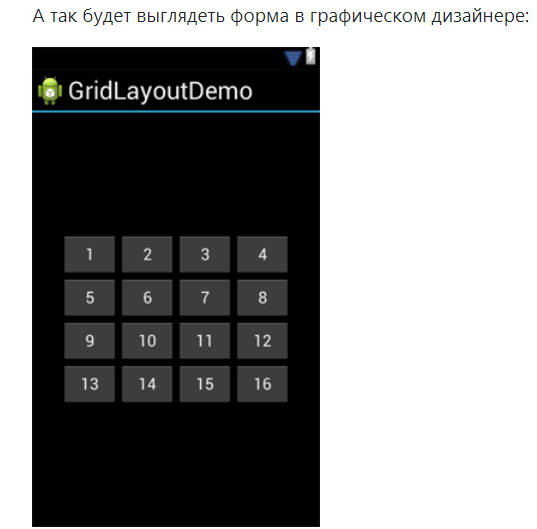 А так будет выглядеть форма в графическом дизайнере:
GridLayoutDemo
1 2 3 4
5 6 7 8
9 10 11 12
13 14 15 16